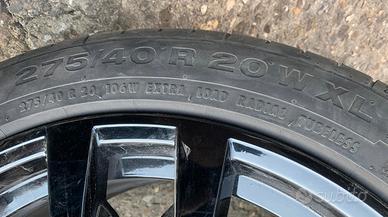 275/40 R 20 W XL
275/40 R 20 106W EXTRA LOAD RADIAL TUBELESS
subito